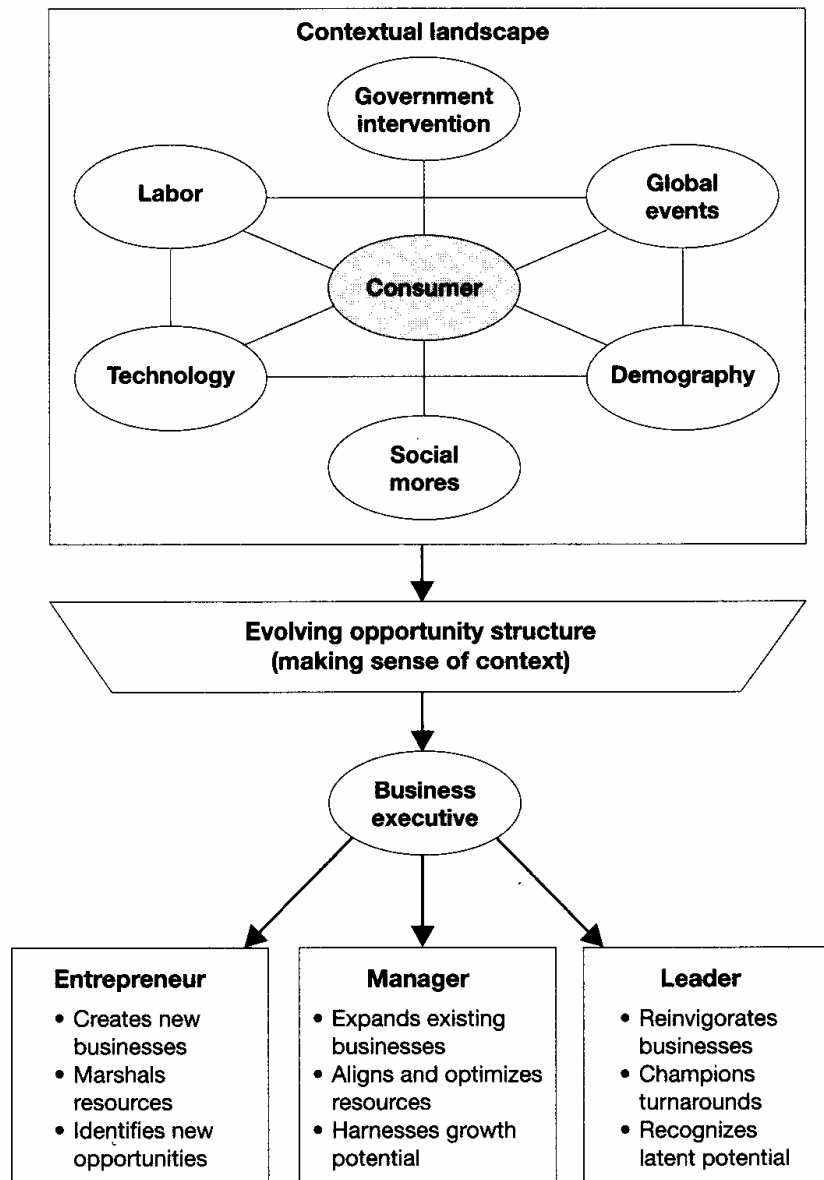 Contextual landscape
Government
intervention
Labor
Global
events
Consumer
Technology
Demography
Social
mores
Evolving opportunity structure
(making sense of context)
Business
executive
Entrepreneur
• Creates new
businesses
• Marshals
resources
• Identifies new
opportunities
Manager
• Expands existing
businesses
• Aligns and optimizes
resources
• Harnesses growth
potential
Leader
• Reinvigorates
businesses
• Champions
turnarounds
• Recognizes
latent potential